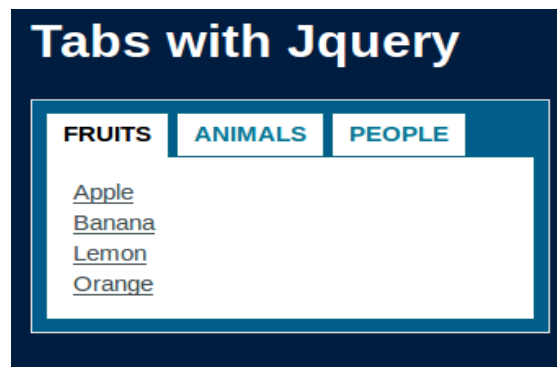 Tabs with Jquery
FRUITS ANIMALS PEOPLE
Apple
Banana
Lemon
Orange